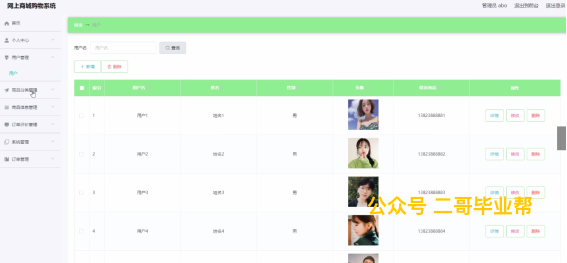 网上商城购物系统
管理员 abo 退出到前台 退出登录
首页
个人中心
用户管理
用户
商品分类管理
商品信息管理
订单评价管理
系统管理
订单管理
用户名 用户名 查询
+ 新增 删除
索引 用户名 姓名 性别 头像 联系电话 操作
1 用户1 姓名1 男 13823888881 详情 修改 删除
2 用户2 姓名2 男 13823888882 详情 修改 删除
3 用户3 姓名3 男 13823888883 详情 修改 删除
4 用户4 姓名4 男 13823888884 详情 修改 删除
公众号 二哥毕业帮